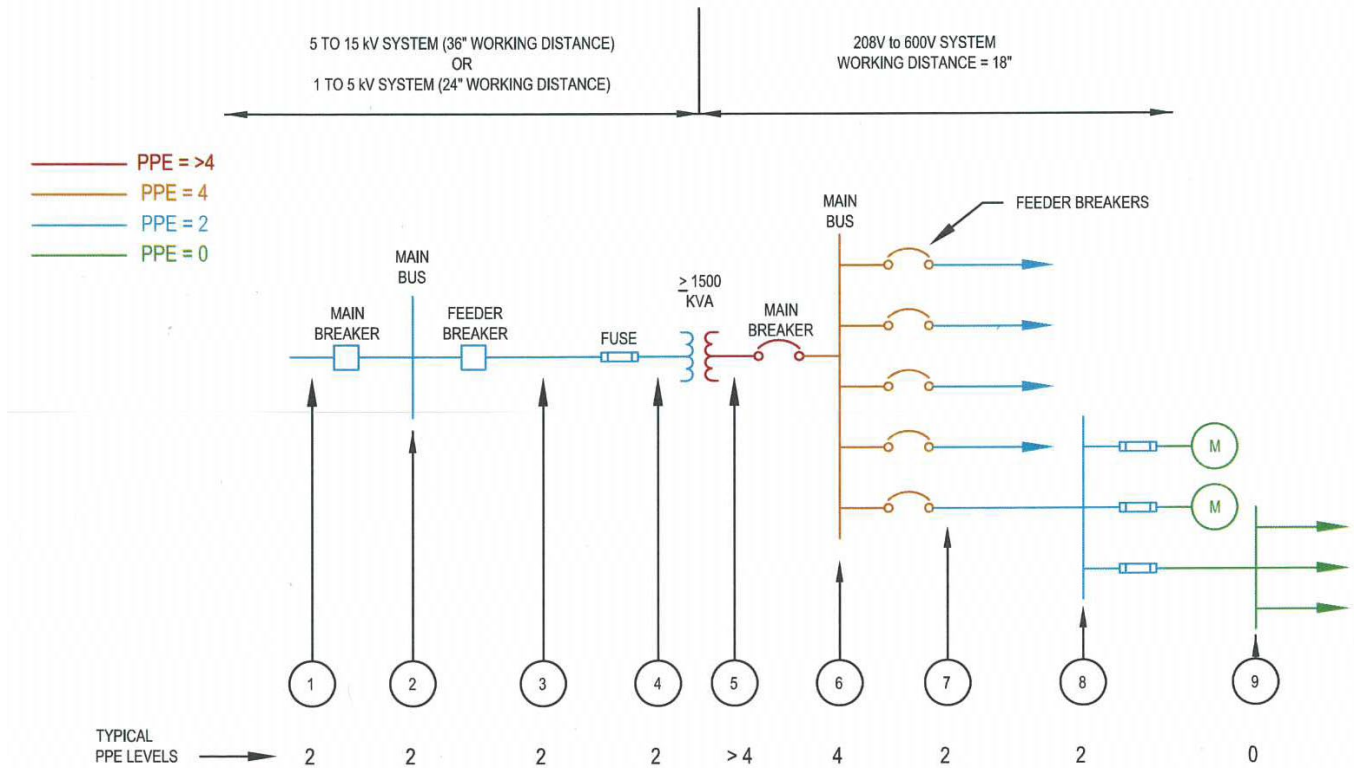 5 TO 15 kV SYSTEM (36" WORKING DISTANCE)
OR
1 TO 5 kV SYSTEM (24" WORKING DISTANCE)
208V to 600V SYSTEM
WORKING DISTANCE = 18"
PPE = >4
PPE = 4
PPE = 2
PPE = 0
MAIN
BREAKER
MAIN
BUS
FEEDER
BREAKER
FUSE
≥ 1500
KVA
MAIN
BREAKER
MAIN
BUS
FEEDER BREAKERS
M
M
1
2
3
4
5
6
7
8
9
TYPICAL
PPE LEVELS
2
2
2
2
> 4
4
2
2
0